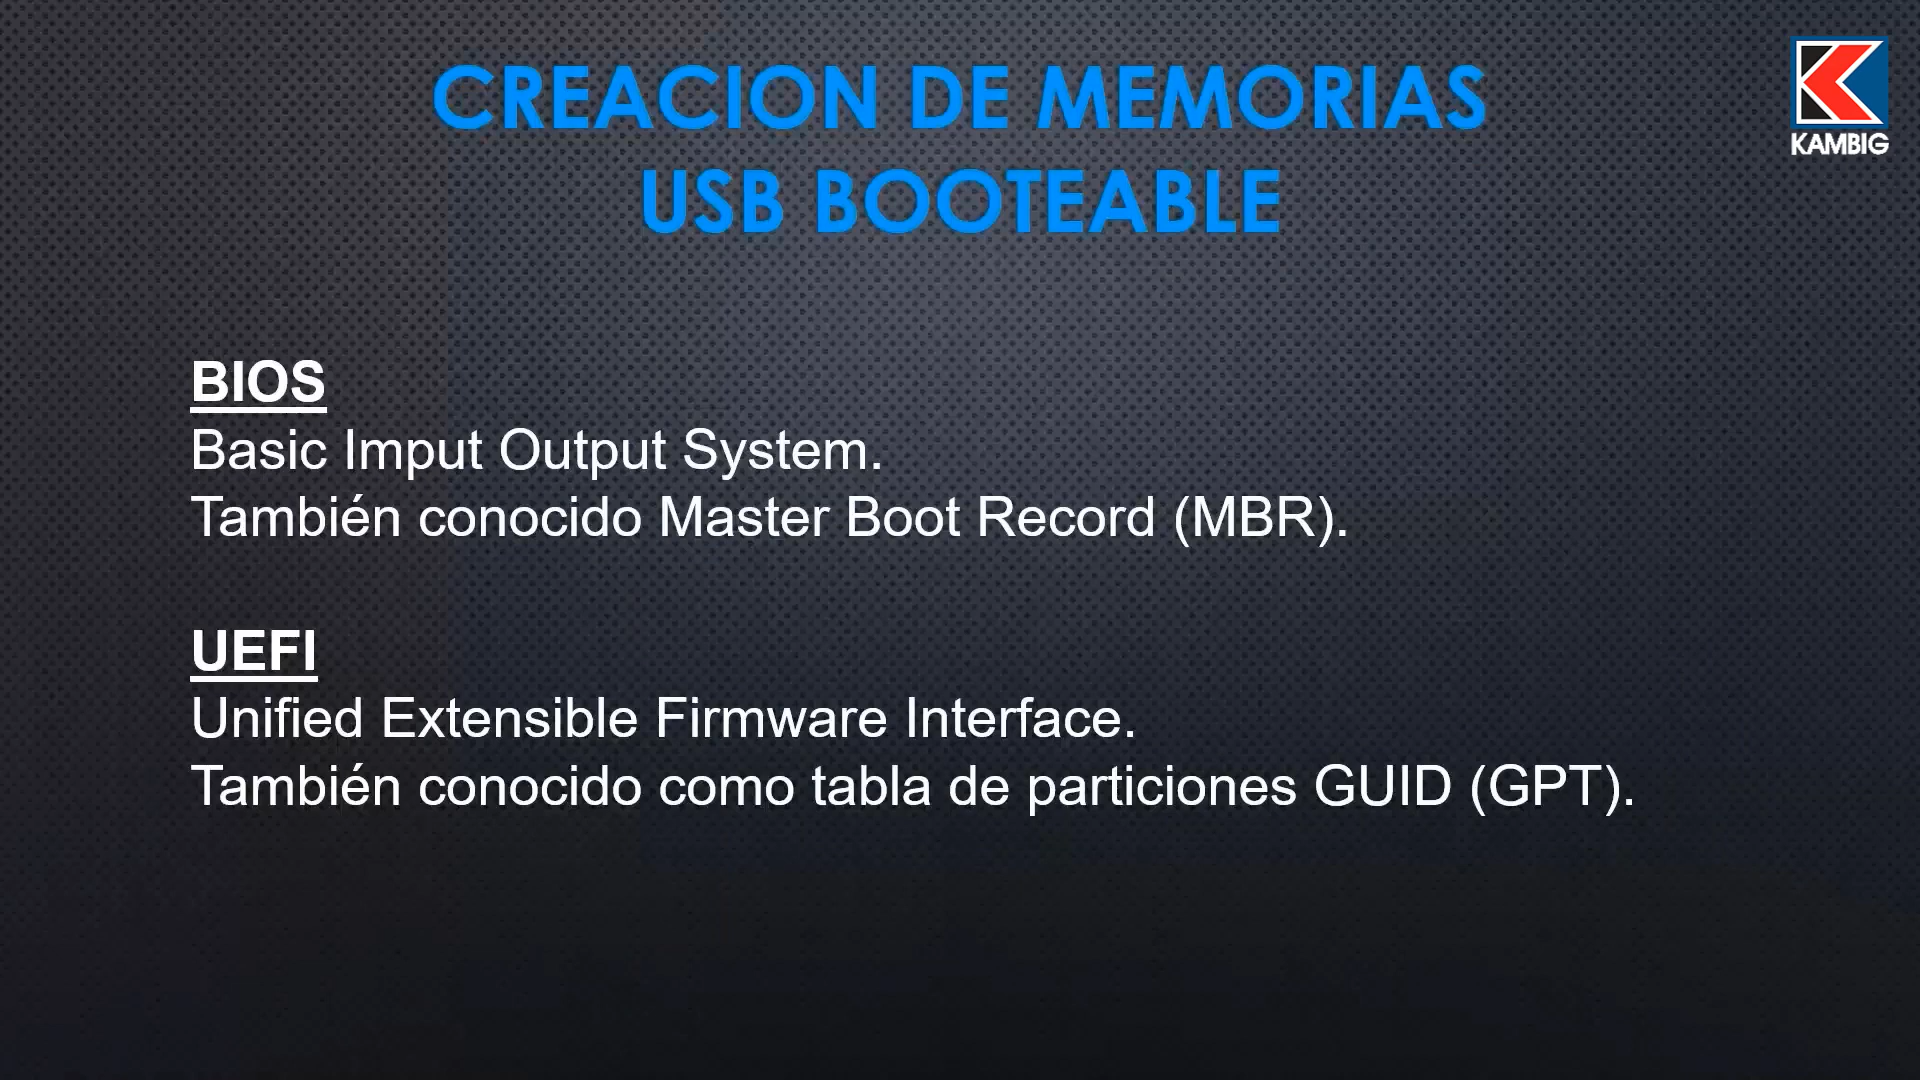 CREACION DE MEMORIAS
USB BOOTEABLE
KAMBIG
BIOS
Basic Imput Output System.
También conocido Master Boot Record (MBR).
UEFI
Unified Extensible Firmware Interface.
También conocido como tabla de particiones GUID (GPT).